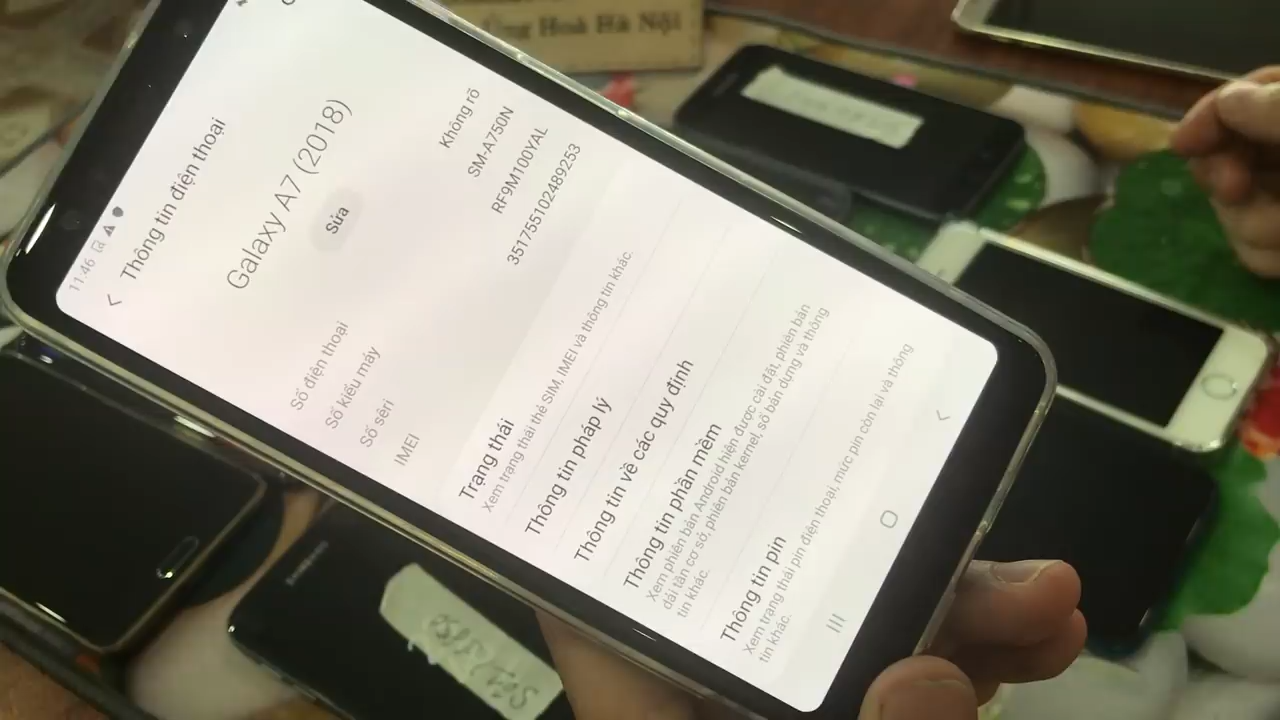 ng Hoà Hà Nội
11:46
Thông tin điện thoại
Galaxy A7 (2018)
Sửa
Số điện thoại Không rõ
Số kiểu máy SM-A750N
Số sêri RF9M100YAL
IMEI 351755102489253
Trạng thái
Xem trạng thái thẻ SIM, IMEI và thông tin khác.
Thông tin pháp lý
Thông tin về các quy định
Thông tin phần mềm
Xem phiên bản Android hiện được cài đặt, phiên bản
dải tần cơ sở, phiên bản kernel, số bản dựng và thông
tin khác.
Thông tin pin
Xem trạng thái pin điện thoại, mức pin còn lại và thông
tin khác.